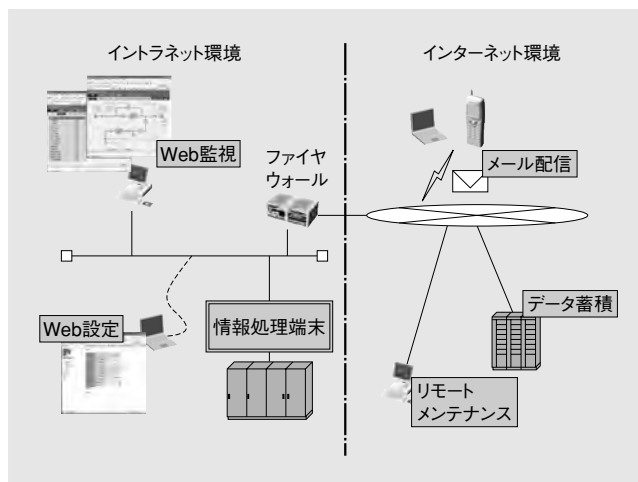 イントラネット環境
インターネット環境
Web監視
ファイヤ
ウォール
メール配信
Web設定
情報処理端末
データ蓄積
リモート
メンテナンス